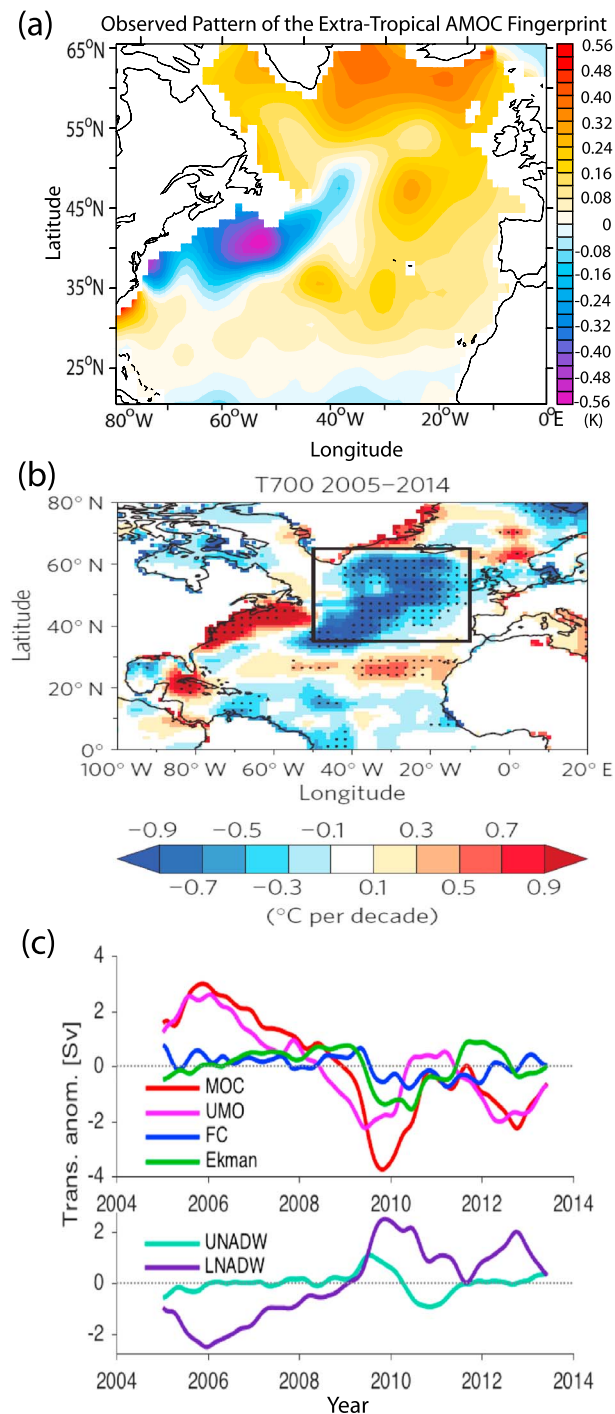 (a) Observed Pattern of the Extra-Tropical AMOC Fingerprint
65°N
55°N
45°N
35°N
25°N
Latitude
80°W 60°W 40°W 20°W 0°E
Longitude
0.56
0.48
0.40
0.32
0.24
0.16
0.08
0
-0.08
-0.16
-0.24
-0.32
-0.40
-0.48
-0.56
(K)
(b)
T700 2005–2014
80° N
60° N
40° N
20° N
0°
Latitude
100° W 80° W 60° W 40° W 20° W 0° 20° E
Longitude
−0.9 −0.5 −0.1 0.3 0.7
−0.7 −0.3 0.1 0.5 0.9
(°C per decade)
(c)
Trans. anom. [Sv]
4
2
0
-2
-4
MOC
UMO
FC
Ekman
2004 2006 2008 2010 2012 2014
2
0
-2
UNADW
LNADW
2004 2006 2008 2010 2012 2014
Year